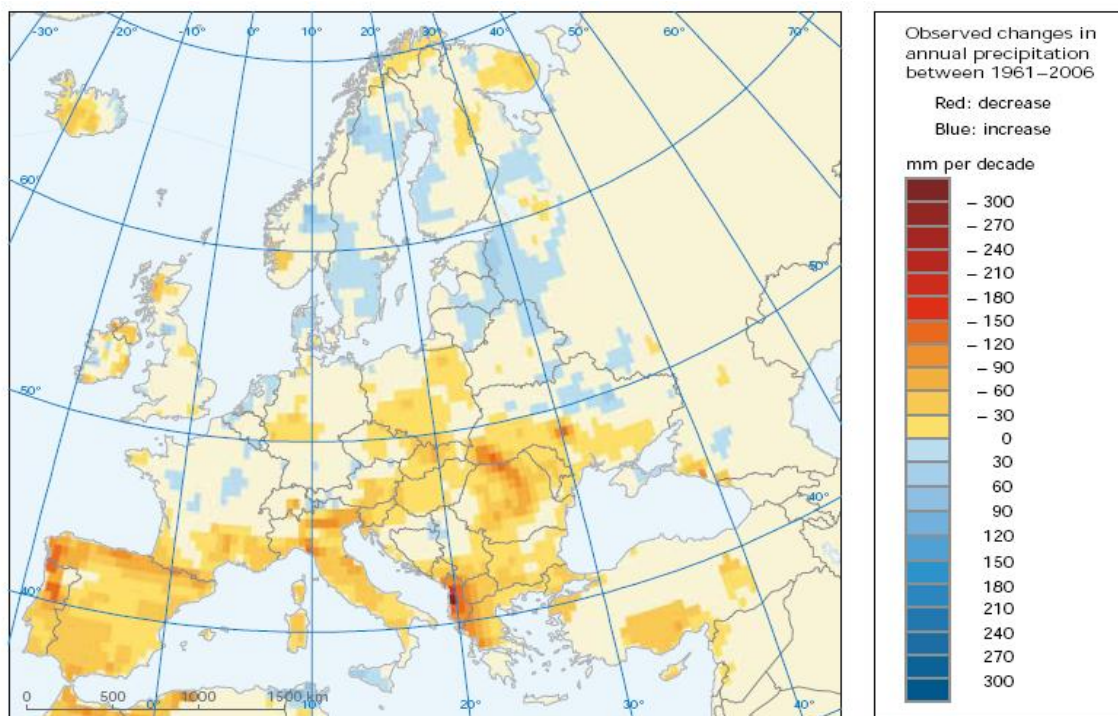 -30° -20° -10° 0° 10° 20° 30° 40° 50° 60° 70°
60°
50°
50°
40°
40°
0 500 1000 1500 km
0° 10° 20° 30° 40°
Observed changes in
annual precipitation
between 1961–2006
Red: decrease
Blue: increase
mm per decade
– 300
– 270
– 240
– 210
– 180
– 150
– 120
– 90
– 60
– 30
0
30
60
90
120
150
180
210
240
270
300